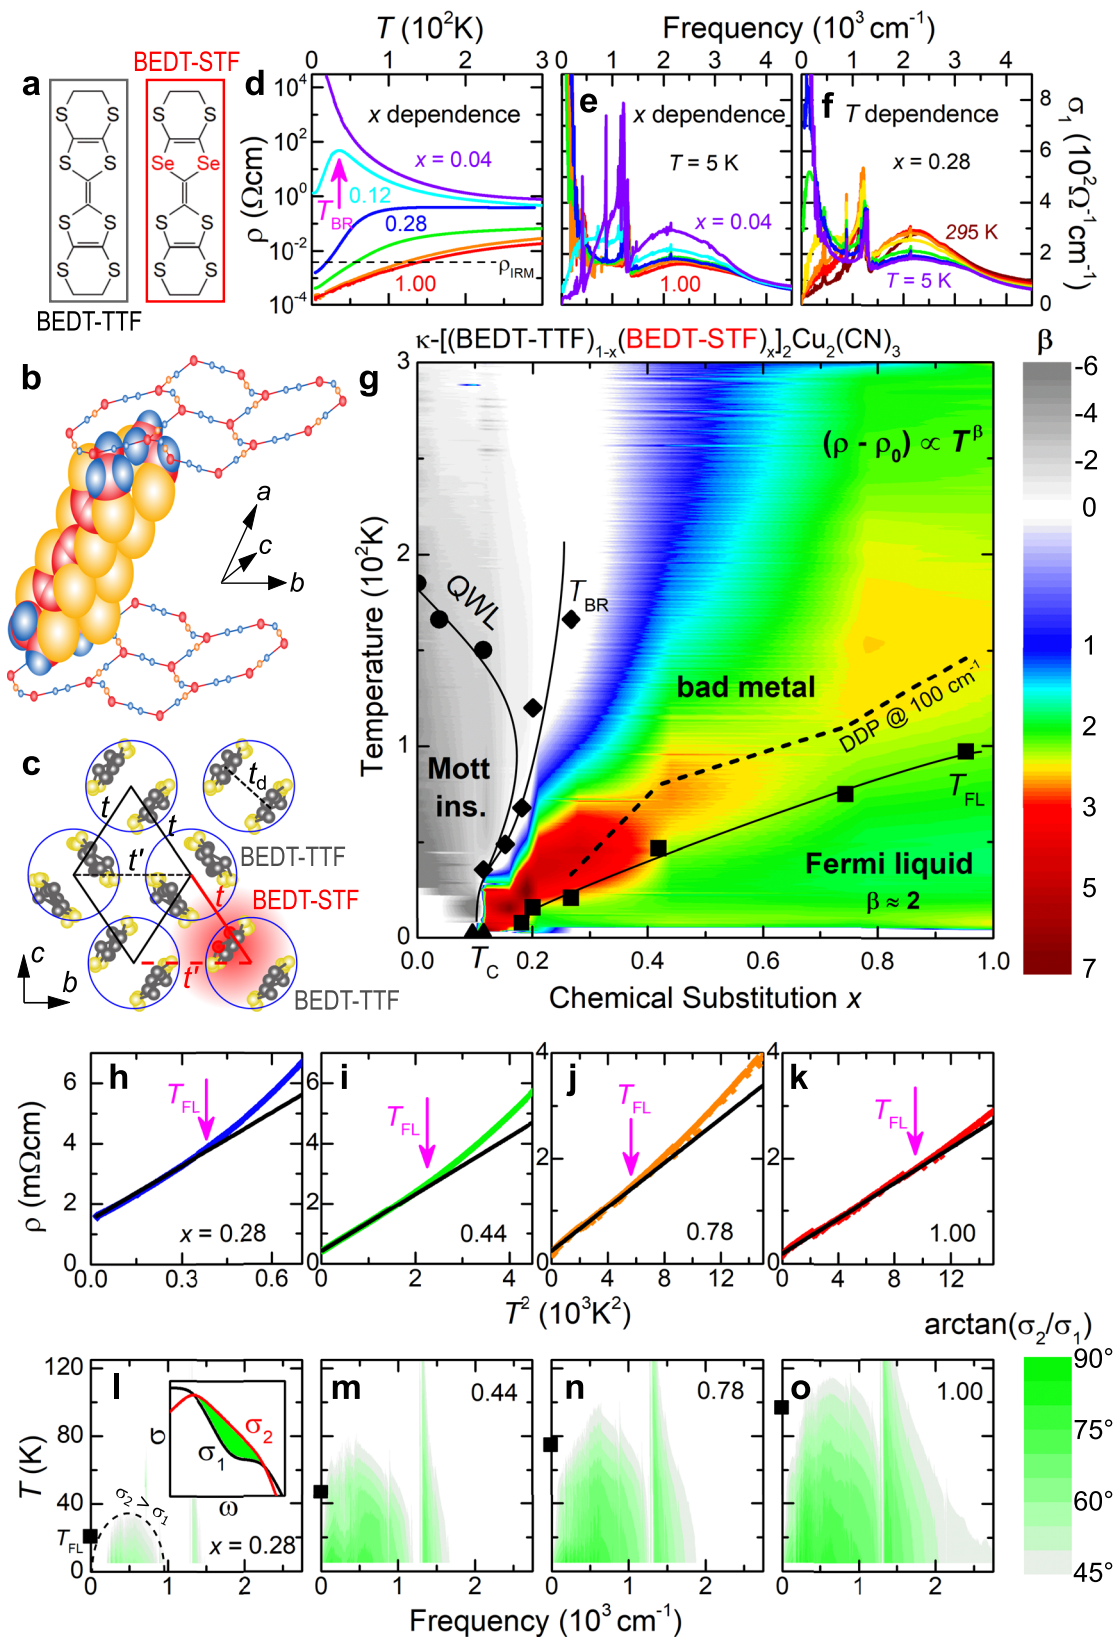 T (10²K)
Frequency (10³ cm⁻¹)
0 1 2 3
0 1 2 3 4
0 1 2 3 4
BEDT-STF
a
S S
S S
S S
S S
S S
Se Se
S S
S S
BEDT-TTF
d
x dependence
10⁴
10²
10⁰
10⁻²
10⁻⁴
ρ (Ωcm)
x = 0.04
0.12
T_BR
0.28
ρ_IRM
1.00
e
x dependence
T = 5 K
x = 0.04
1.00
f
T dependence
x = 0.28
295 K
T = 5 K
8
6
4
2
0
σ₁ (10²Ω⁻¹cm⁻¹)
b
a
c
b
κ-[(BEDT-TTF)₁₋ₓ(BEDT-STF)ₓ]₂Cu₂(CN)₃
g
3
2
1
0
Temperature (10²K)
(ρ - ρ₀) ∝ T^β
QWL
T_BR
bad metal
DDP @ 100 cm⁻¹
Mott
ins.
T_FL
Fermi liquid
β ≈ 2
T_C
0.0 0.2 0.4 0.6 0.8 1.0
Chemical Substitution x
β
-6
-4
-2
0
1
2
3
5
7
c
t_d
t
t
t'
BEDT-TTF
BEDT-STF
t
t'
BEDT-TTF
c
b
h
T_FL
x = 0.28
6
4
2
0
ρ (mΩcm)
0.0 0.3 0.6
i
T_FL
0.44
0 2 4
j
T_FL
0.78
4
2
0
0 4 8 12
k
T_FL
1.00
4
2
0
0 4 8 12
T² (10³K²)
arctan(σ₂/σ₁)
l
120
80
40
0
T (K)
T_FL
σ
σ₁
σ₂
ω
σ₂ > σ₁
x = 0.28
m
0.44
n
0.78
o
1.00
0 1 2
0 1 2
0 1 2
0 1 2
Frequency (10³ cm⁻¹)
90°
75°
60°
45°